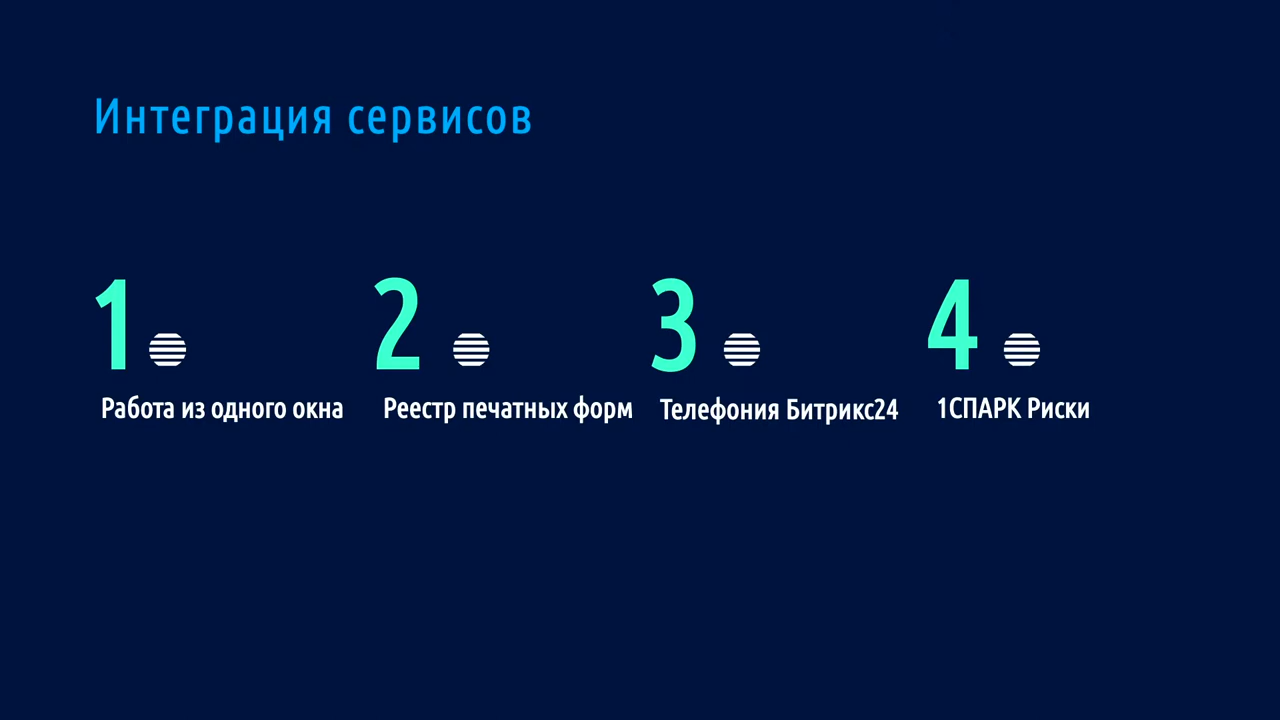 Интеграция сервисов
1
Работа из одного окна
2
Реестр печатных форм
3
Телефония Битрикс24
4
1СПАРК Риски